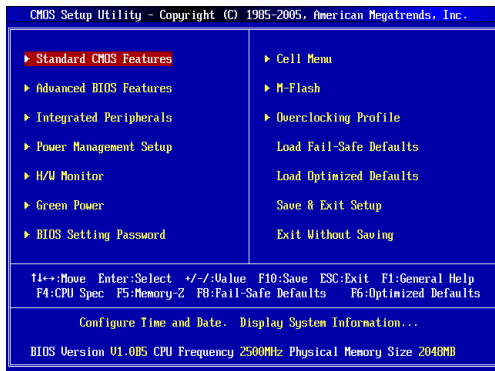 CMOS Setup Utility - Copyright (C) 1985-2005, American Megatrends, Inc.
Standard CMOS Features
Advanced BIOS Features
Integrated Peripherals
Power Management Setup
H/W Monitor
Green Power
BIOS Setting Password
Cell Menu
M-Flash
Overclocking Profile
Load Fail-Safe Defaults
Load Optimized Defaults
Save & Exit Setup
Exit Without Saving
↑↓←→:Move Enter:Select +/-/:Value F10:Save ESC:Exit F1:General Help
F4:CPU Spec F5:Memory-Z F8:Fail-Safe Defaults F6:Optimized Defaults
Configure Time and Date. Display System Information...
BIOS Version V1.0B5 CPU Frequency 2500MHz Physical Memory Size 2048MB